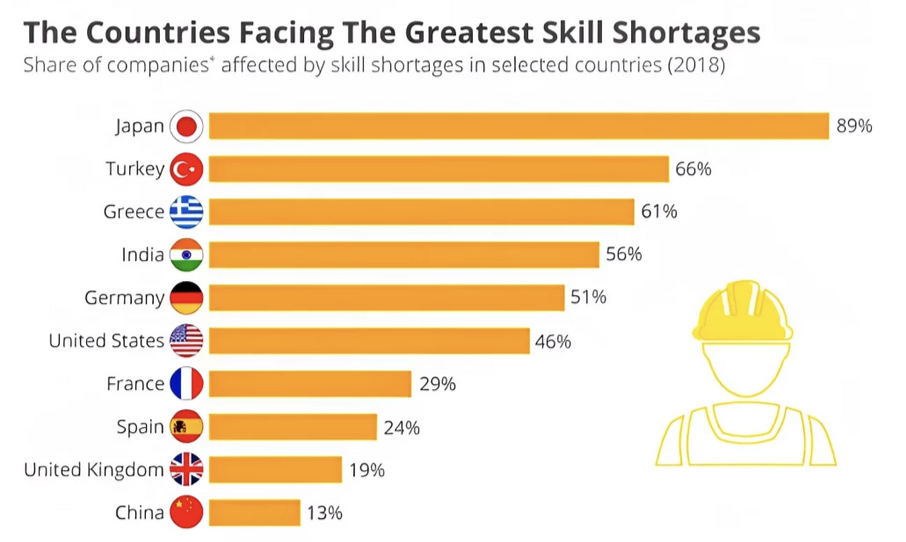 The Countries Facing The Greatest Skill Shortages
Share of companies* affected by skill shortages in selected countries (2018)
Japan 89%
Turkey 66%
Greece 61%
India 56%
Germany 51%
United States 46%
France 29%
Spain 24%
United Kingdom 19%
China 13%